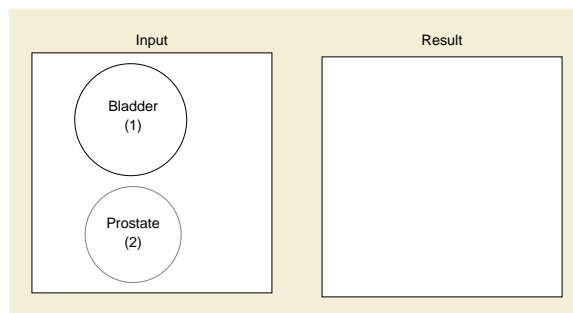 Input
Result
Bladder
(1)
Prostate
(2)